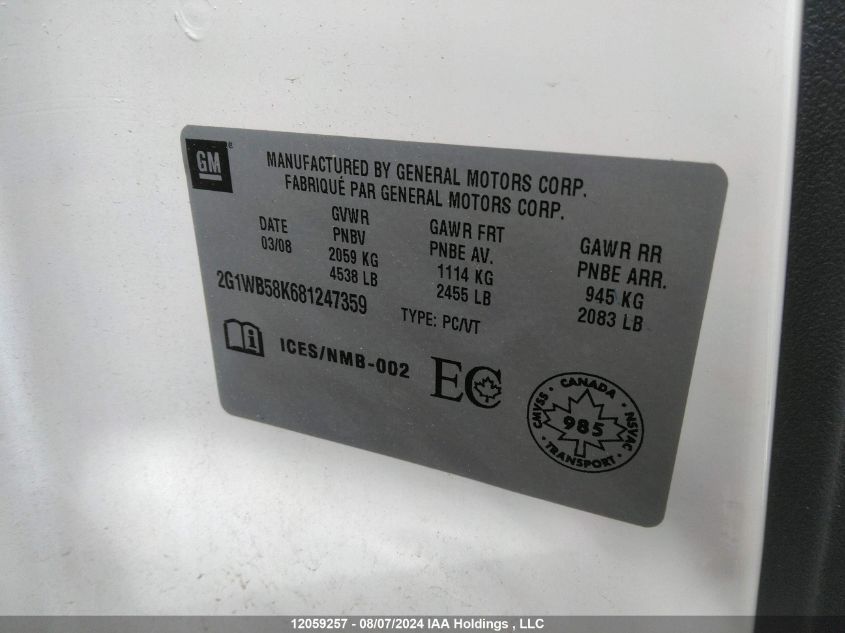 GM®
MANUFACTURED BY GENERAL MOTORS CORP.
FABRIQUÉ PAR GENERAL MOTORS CORP.
DATE
03/08
GVWR
PNBV
2059 KG
4538 LB
GAWR FRT
PNBE AV.
1114 KG
2455 LB
GAWR RR
PNBE ARR.
945 KG
2083 LB
2G1WB58K681247359
TYPE: PC/VT
i
ICES/NMB-002
EC
CANADA
CMVSS • NSVAC
985
TRANSPORT
12059257 - 08/07/2024 IAA Holdings , LLC